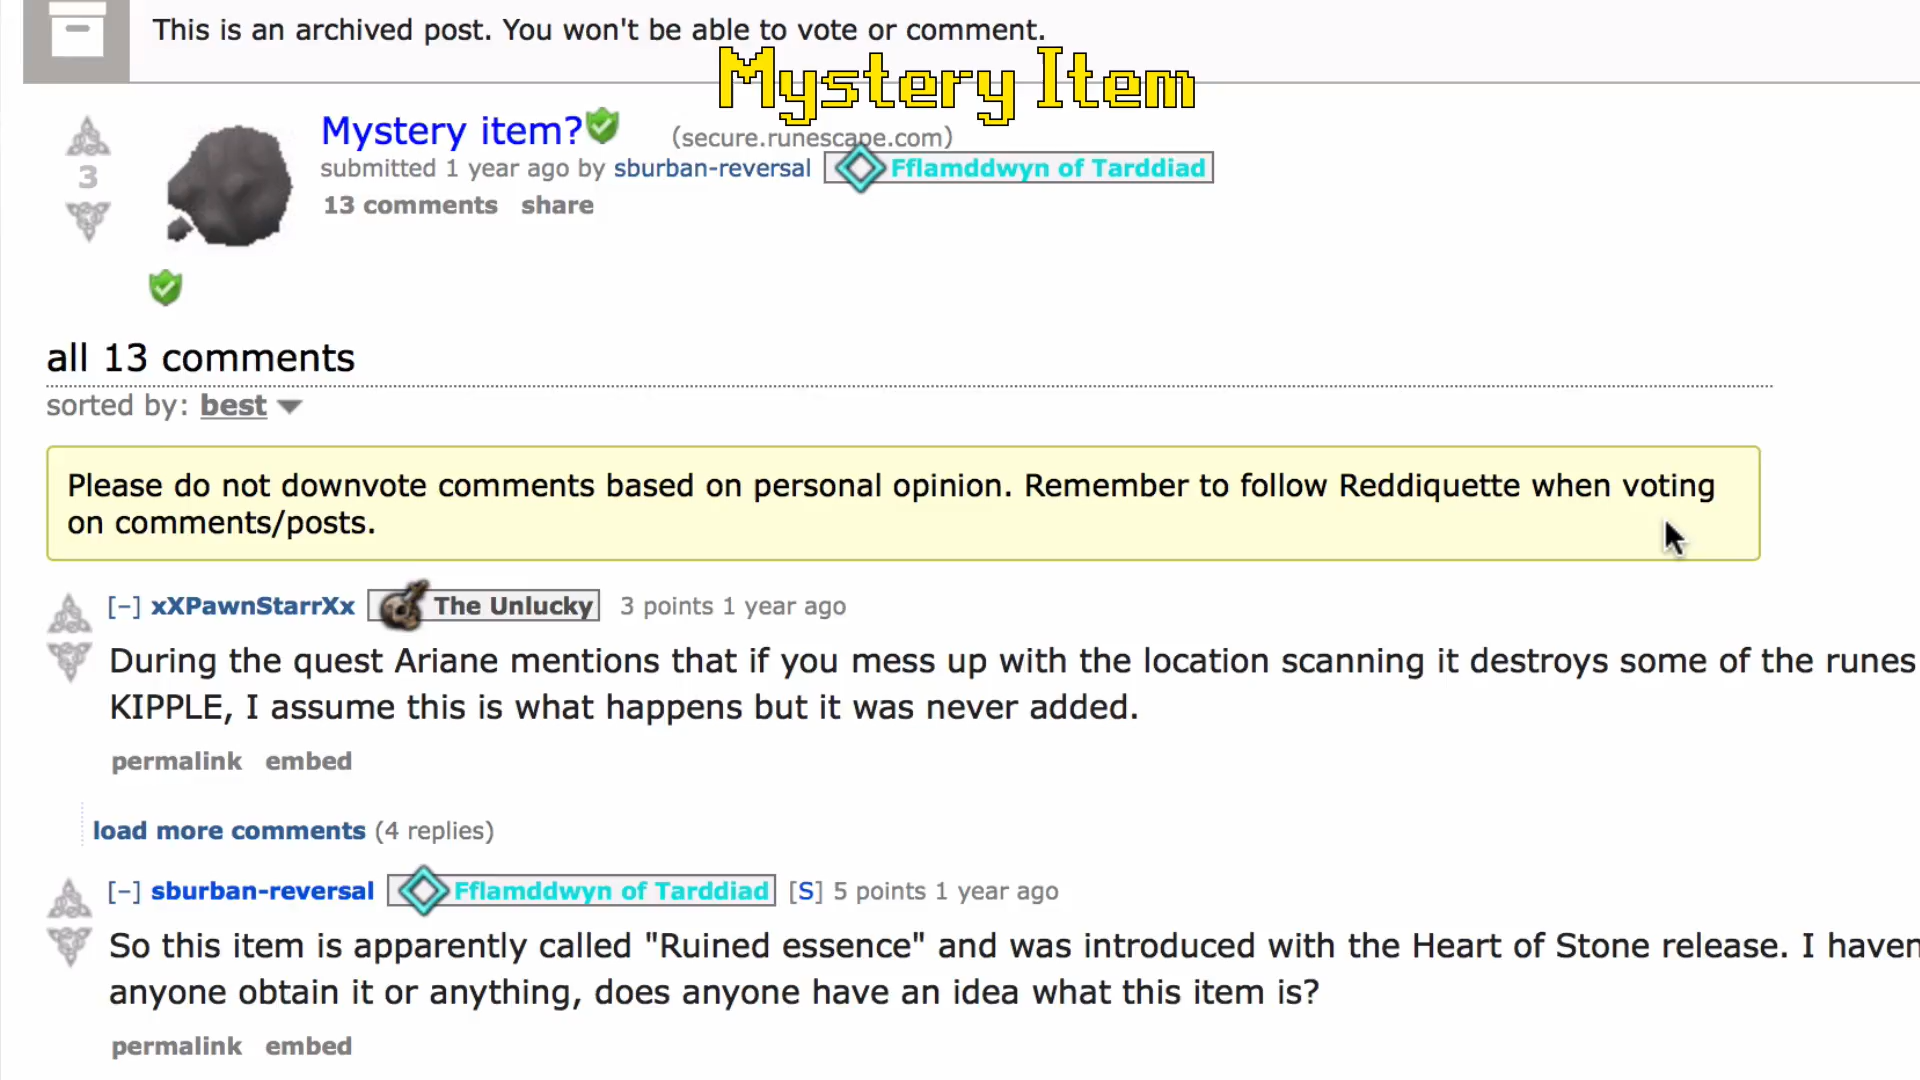 This is an archived post. You won't be able to vote or comment.
Mystery Item
Mystery item?
(secure.runescape.com)
3
submitted 1 year ago by sburban-reversal Fflamddwyn of Tarddiad
13 comments share
all 13 comments
sorted by: best
Please do not downvote comments based on personal opinion. Remember to follow Reddiquette when voting
on comments/posts.
[–] xXPawnStarrXx The Unlucky 3 points 1 year ago
During the quest Ariane mentions that if you mess up with the location scanning it destroys some of the runes
KIPPLE, I assume this is what happens but it was never added.
permalink embed
load more comments (4 replies)
[–] sburban-reversal Fflamddwyn of Tarddiad [S] 5 points 1 year ago
So this item is apparently called "Ruined essence" and was introduced with the Heart of Stone release. I haven
anyone obtain it or anything, does anyone have an idea what this item is?
permalink embed